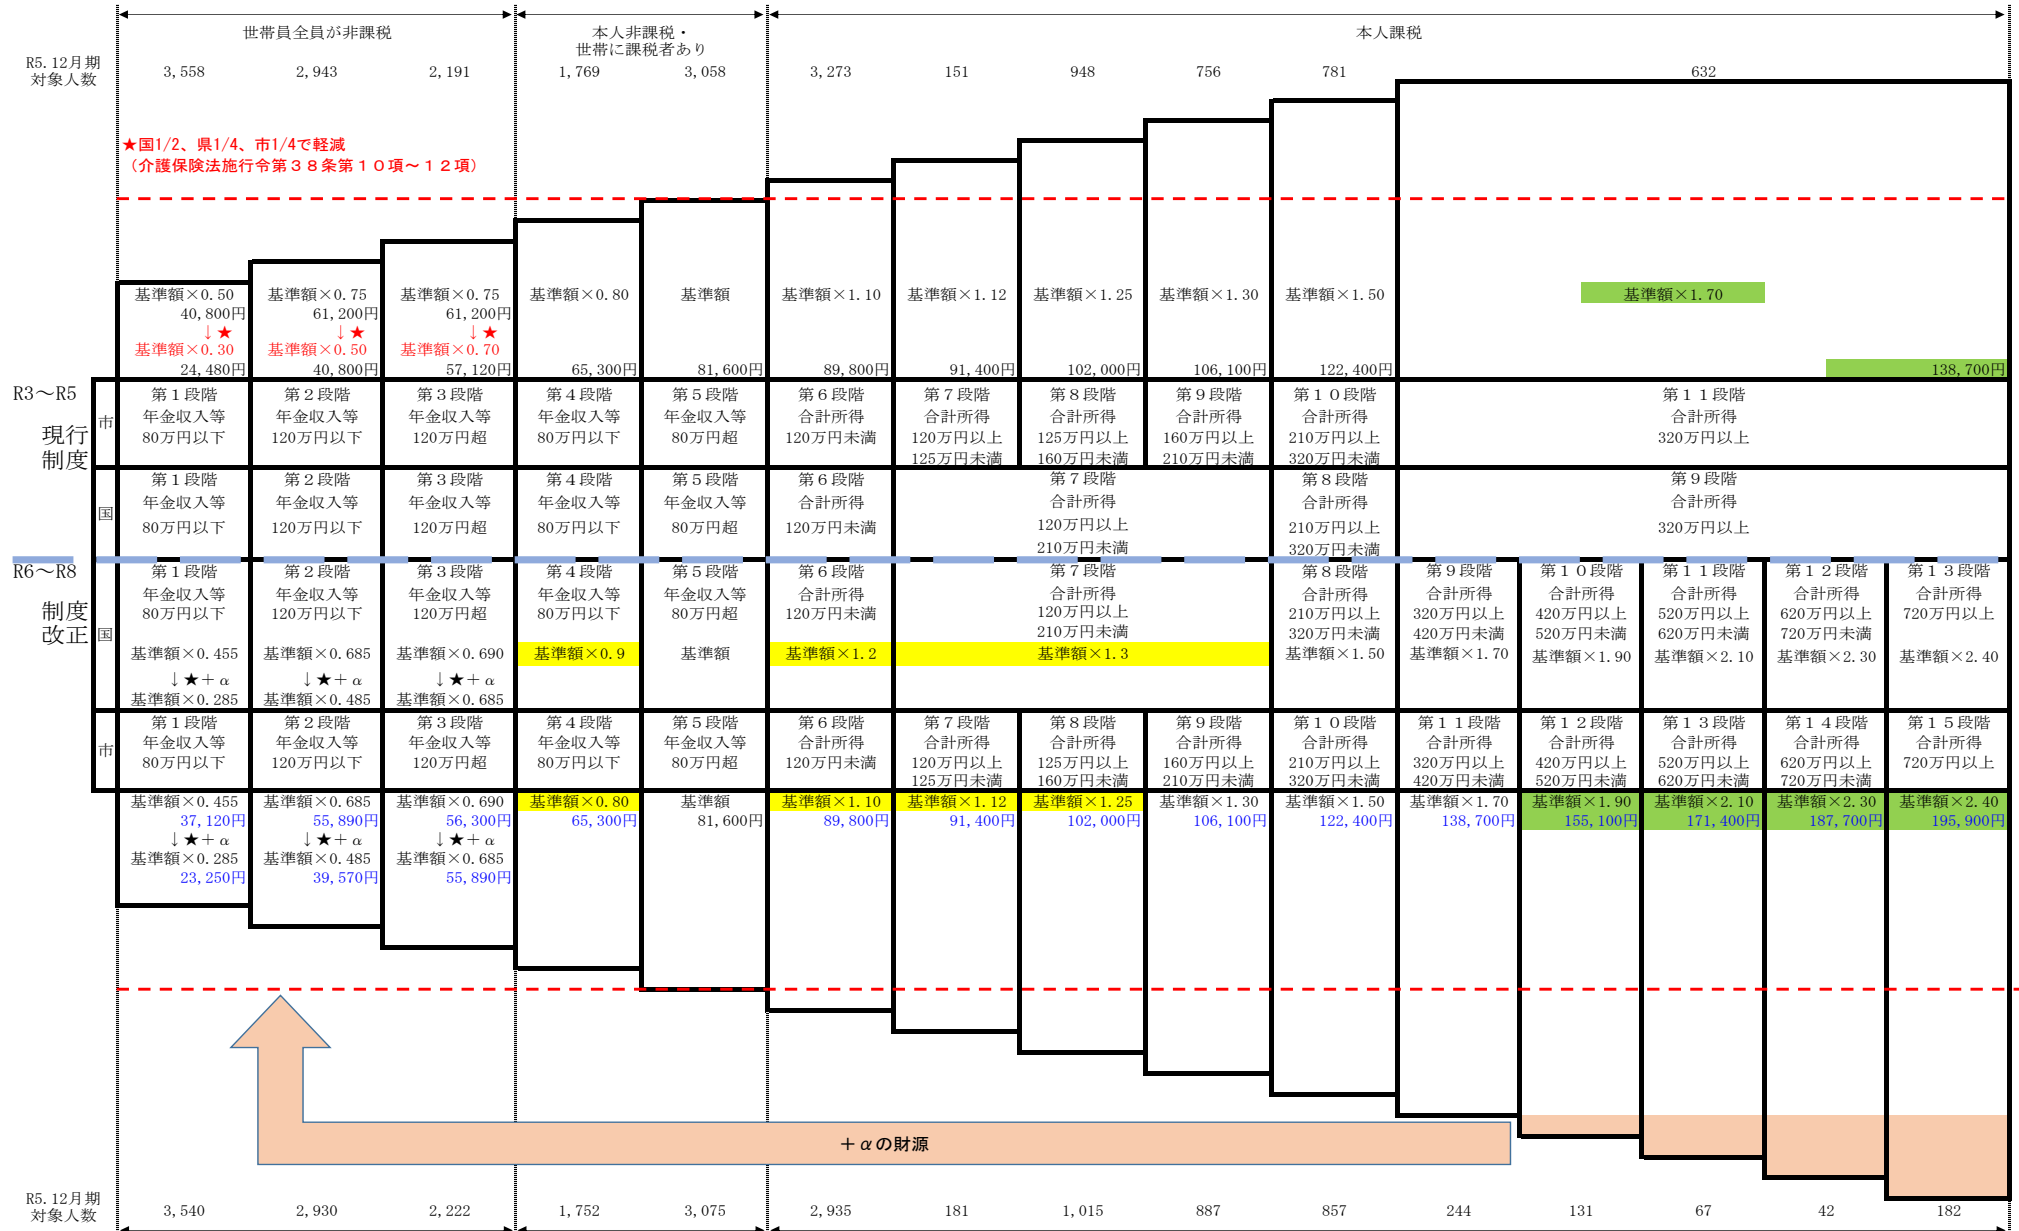 世帯員全員が非課税
本人非課税・
世帯に課税者あり
本人課税
R5.12月期
対象人数
3,558 2,943 2,191 1,769 3,058 3,273 151 948 756 781 632
★国1/2、県1/4、市1/4で軽減
（介護保険法施行令第３８条第１０項～１２項）
基準額×0.50 基準額×0.75 基準額×0.75 基準額×0.80 基準額 基準額×1.10 基準額×1.12 基準額×1.25 基準額×1.30 基準額×1.50 基準額×1.70
40,800円 61,200円 61,200円
↓★ ↓★ ↓★
基準額×0.30 基準額×0.50 基準額×0.70
24,480円 40,800円 57,120円 65,300円 81,600円 89,800円 91,400円 102,000円 106,100円 122,400円 138,700円
R3～R5
現行
制度
市
第１段階 第２段階 第３段階 第４段階 第５段階 第６段階 第７段階 第８段階 第９段階 第１０段階 第１１段階
年金収入等 年金収入等 年金収入等 年金収入等 年金収入等 合計所得 合計所得 合計所得 合計所得 合計所得 合計所得
80万円以下 120万円以下 120万円超 80万円以下 80万円超 120万円未満 120万円以上 125万円以上 160万円以上 210万円以上 320万円以上
125万円未満 160万円未満 210万円未満 320万円未満
国
第１段階 第２段階 第３段階 第４段階 第５段階 第６段階 第７段階 第８段階 第９段階
年金収入等 年金収入等 年金収入等 年金収入等 年金収入等 合計所得 合計所得 合計所得 合計所得
80万円以下 120万円以下 120万円超 80万円以下 80万円超 120万円未満 120万円以上 210万円以上 320万円以上
210万円未満 320万円未満
R6～R8
制度
改正
国
第１段階 第２段階 第３段階 第４段階 第５段階 第６段階 第７段階 第８段階 第９段階 第１０段階 第１１段階 第１２段階 第１３段階
年金収入等 年金収入等 年金収入等 年金収入等 年金収入等 合計所得 合計所得 合計所得 合計所得 合計所得 合計所得 合計所得 合計所得
80万円以下 120万円以下 120万円超 80万円以下 80万円超 120万円未満 120万円以上 210万円以上 320万円以上 420万円以上 520万円以上 620万円以上 720万円以上
210万円未満 320万円未満 420万円未満 520万円未満 620万円未満 720万円未満
基準額×0.455 基準額×0.685 基準額×0.690 基準額×0.9 基準額 基準額×1.2 基準額×1.3 基準額×1.50 基準額×1.70 基準額×1.90 基準額×2.10 基準額×2.30 基準額×2.40
↓★＋α ↓★＋α ↓★＋α
基準額×0.285 基準額×0.485 基準額×0.685
市
第１段階 第２段階 第３段階 第４段階 第５段階 第６段階 第７段階 第８段階 第９段階 第１０段階 第１１段階 第１２段階 第１３段階 第１４段階 第１５段階
年金収入等 年金収入等 年金収入等 年金収入等 年金収入等 合計所得 合計所得 合計所得 合計所得 合計所得 合計所得 合計所得 合計所得 合計所得 合計所得
80万円以下 120万円以下 120万円超 80万円以下 80万円超 120万円未満 120万円以上 125万円以上 160万円以上 210万円以上 320万円以上 420万円以上 520万円以上 620万円以上 720万円以上
125万円未満 160万円未満 210万円未満 320万円未満 420万円未満 520万円未満 620万円未満 720万円未満
基準額×0.455 基準額×0.685 基準額×0.690 基準額×0.80 基準額 基準額×1.10 基準額×1.12 基準額×1.25 基準額×1.30 基準額×1.50 基準額×1.70 基準額×1.90 基準額×2.10 基準額×2.30 基準額×2.40
37,120円 55,890円 56,300円 65,300円 81,600円 89,800円 91,400円 102,000円 106,100円 122,400円 138,700円 155,100円 171,400円 187,700円 195,900円
↓★＋α ↓★＋α ↓★＋α
基準額×0.285 基準額×0.485 基準額×0.685
23,250円 39,570円 55,890円
＋αの財源
R5.12月期
対象人数
3,540 2,930 2,222 1,752 3,075 2,935 181 1,015 887 857 244 131 67 42 182